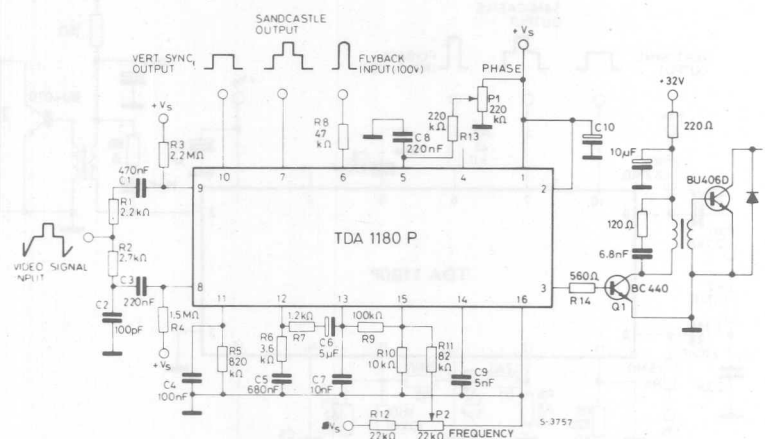 SANDCASTLE
OUTPUT
VERT SYNC,
OUTPUT
FLYBACK
INPUT (100V)
+ Vs
PHASE
P1
220
kΩ
220
kΩ
R13
C8
220nF
R8
47
kΩ
+ Vs
R3
2.2MΩ
470nF
C1
R1
2.2kΩ
R2
2.7kΩ
VIDEO SIGNAL
INPUT
C3
220nF
C2
100pF
1.5MΩ
R4
+ Vs
C10
+32V
220Ω
10µF
BU406D
120Ω
6.8nF
560Ω
R14
BC440
Q1
10
7
6
5
4
1
9
2
TDA 1180 P
8
3
11
12
13
15
14
16
R5
820
kΩ
C4
100nF
R6
3.6
kΩ
C5
680nF
1.2kΩ
R7
C6
5µF
C7
10nF
100kΩ
R9
R10
10kΩ
R11
82
kΩ
C9
5nF
Vs
R12
22kΩ
P2
22kΩ
FREQUENCY
S-3757